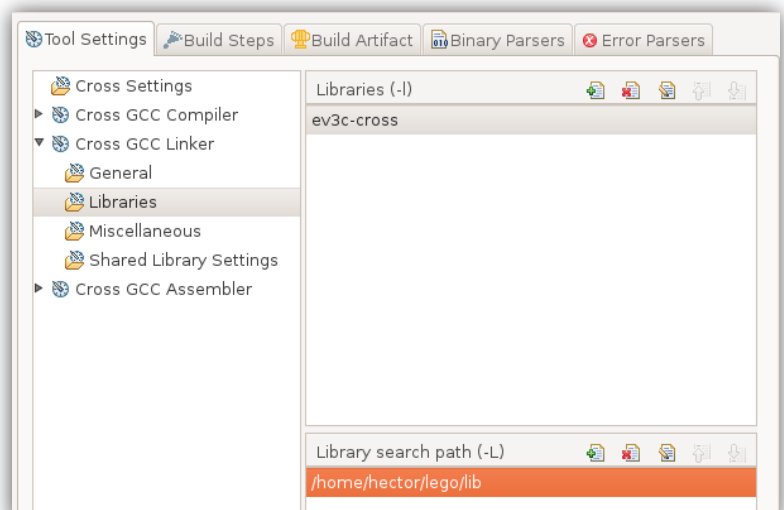 Tool Settings Build Steps Build Artifact Binary Parsers Error Parsers
Cross Settings
Cross GCC Compiler
Cross GCC Linker
General
Libraries
Miscellaneous
Shared Library Settings
Cross GCC Assembler
Libraries (-l)
ev3c-cross
Library search path (-L)
/home/hector/lego/lib